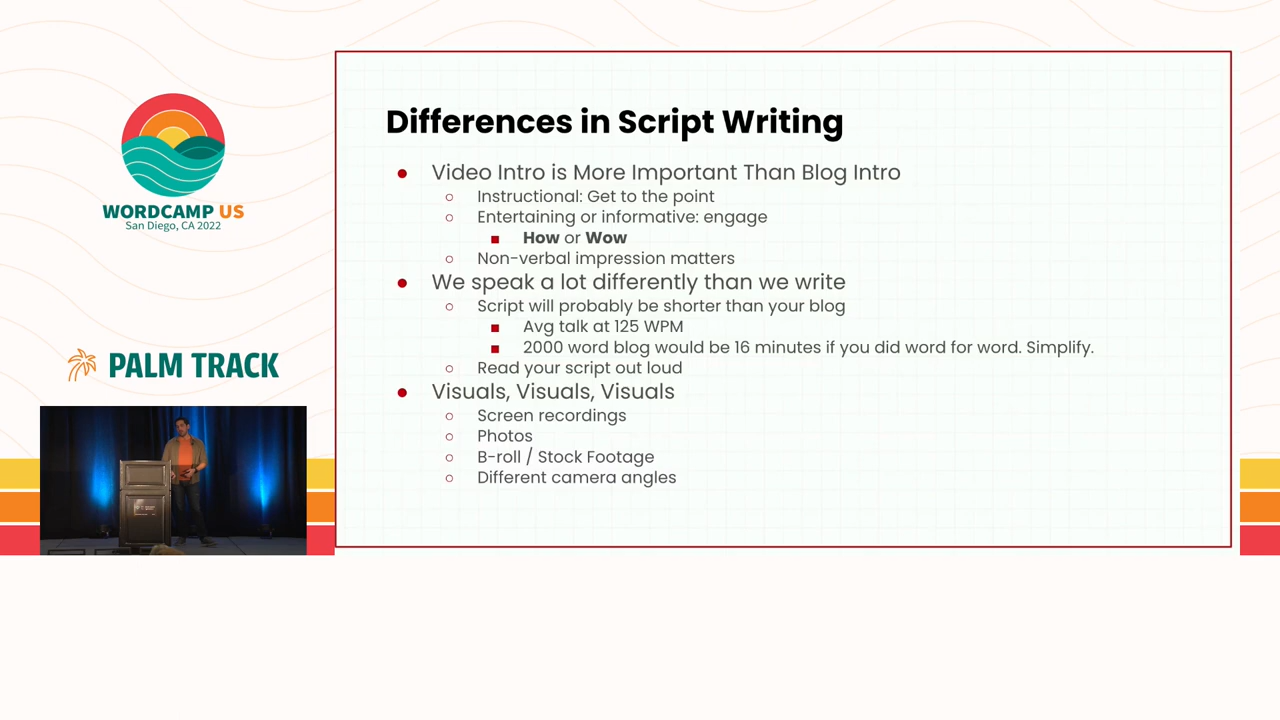 WORDCAMP US
San Diego, CA 2022
PALM TRACK
Differences in Script Writing
Video Intro is More Important Than Blog Intro
Instructional: Get to the point
Entertaining or informative: engage
How or Wow
Non-verbal impression matters
We speak a lot differently than we write
Script will probably be shorter than your blog
Avg talk at 125 WPM
2000 word blog would be 16 minutes if you did word for word. Simplify.
Read your script out loud
Visuals, Visuals, Visuals
Screen recordings
Photos
B-roll / Stock Footage
Different camera angles